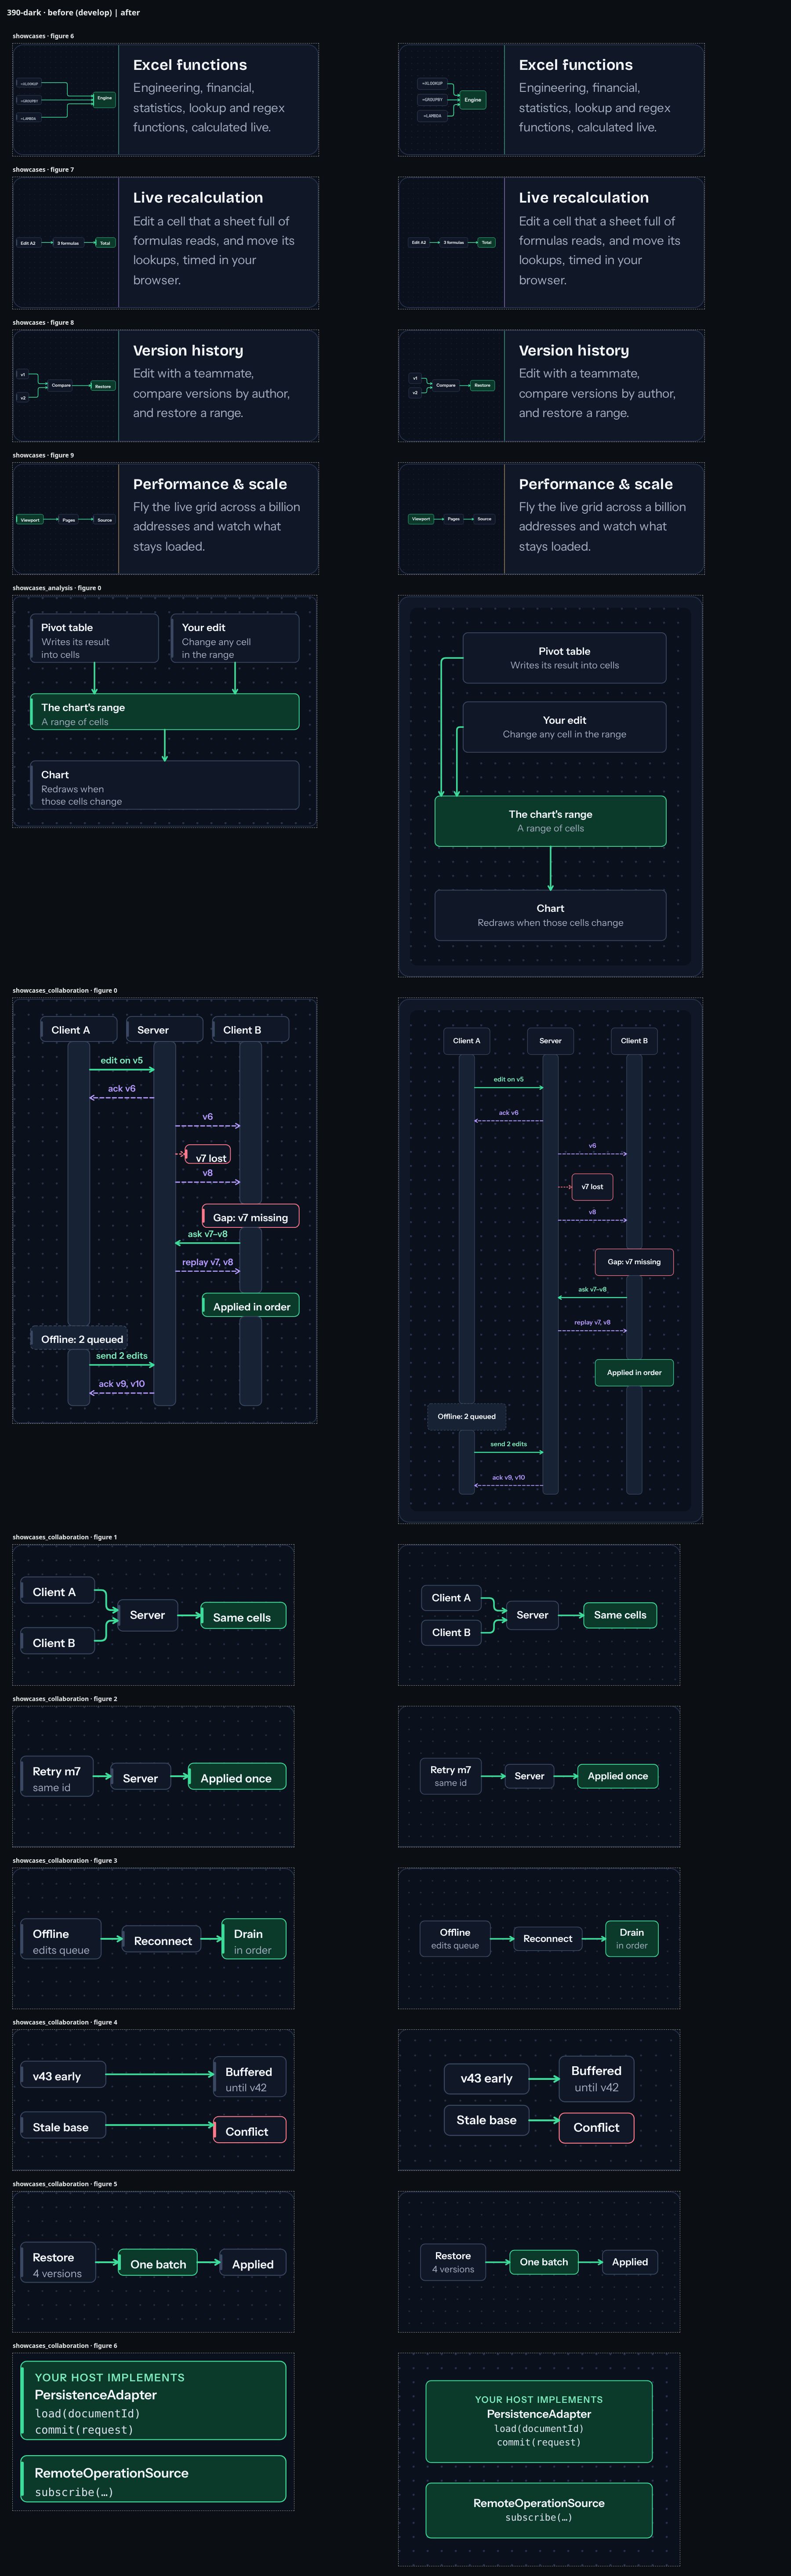 390-dark · before (develop) | after
showcases · figure 6
=XLOOKUP
=GROUPBY
=LAMBDA
Engine
Excel functions
Engineering, financial,
statistics, lookup and regex
functions, calculated live.
=XLOOKUP
=GROUPBY
=LAMBDA
Engine
Excel functions
Engineering, financial,
statistics, lookup and regex
functions, calculated live.
showcases · figure 7
Edit A2
3 formulas
Total
Live recalculation
Edit a cell that a sheet full of
formulas reads, and move its
lookups, timed in your
browser.
Edit A2
3 formulas
Total
Live recalculation
Edit a cell that a sheet full of
formulas reads, and move its
lookups, timed in your
browser.
showcases · figure 8
v1
v2
Compare
Restore
Version history
Edit with a teammate,
compare versions by author,
and restore a range.
v1
v2
Compare
Restore
Version history
Edit with a teammate,
compare versions by author,
and restore a range.
showcases · figure 9
Viewport
Pages
Source
Performance & scale
Fly the live grid across a billion
addresses and watch what
stays loaded.
Viewport
Pages
Source
Performance & scale
Fly the live grid across a billion
addresses and watch what
stays loaded.
showcases_analysis · figure 0
Pivot table
Writes its result
into cells
Your edit
Change any cell
in the range
The chart's range
A range of cells
Chart
Redraws when
those cells change
Pivot table
Writes its result into cells
Your edit
Change any cell in the range
The chart's range
A range of cells
Chart
Redraws when those cells change
showcases_collaboration · figure 0
Client A
Server
Client B
edit on v5
ack v6
v6
v7 lost
v8
Gap: v7 missing
ask v7–v8
replay v7, v8
Applied in order
Offline: 2 queued
send 2 edits
ack v9, v10
Client A
Server
Client B
edit on v5
ack v6
v6
v7 lost
v8
Gap: v7 missing
ask v7–v8
replay v7, v8
Applied in order
Offline: 2 queued
send 2 edits
ack v9, v10
showcases_collaboration · figure 1
Client A
Client B
Server
Same cells
Client A
Client B
Server
Same cells
showcases_collaboration · figure 2
Retry m7
same id
Server
Applied once
Retry m7
same id
Server
Applied once
showcases_collaboration · figure 3
Offline
edits queue
Reconnect
Drain
in order
Offline
edits queue
Reconnect
Drain
in order
showcases_collaboration · figure 4
v43 early
Buffered
until v42
Stale base
Conflict
v43 early
Buffered
until v42
Stale base
Conflict
showcases_collaboration · figure 5
Restore
4 versions
One batch
Applied
Restore
4 versions
One batch
Applied
showcases_collaboration · figure 6
YOUR HOST IMPLEMENTS
PersistenceAdapter
load(documentId)
commit(request)
RemoteOperationSource
subscribe(…)
YOUR HOST IMPLEMENTS
PersistenceAdapter
load(documentId)
commit(request)
RemoteOperationSource
subscribe(…)